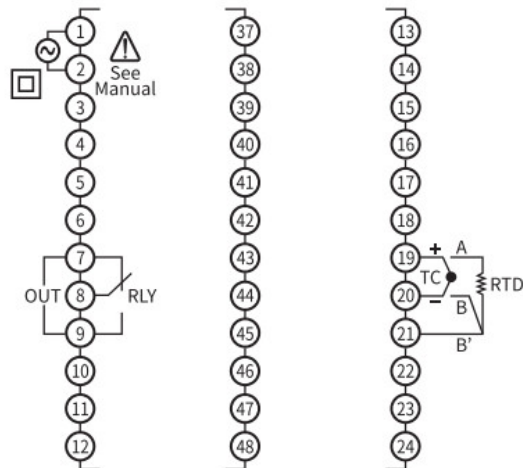 1 37 13
2 See Manual 38 14
3 39 15
4 40 16
5 41 17
6 42 18
7 43 19 + A
OUT 8 RLY 44 TC 20 - B RTD
9 45 21 B'
10 46 22
11 47 23
12 48 24